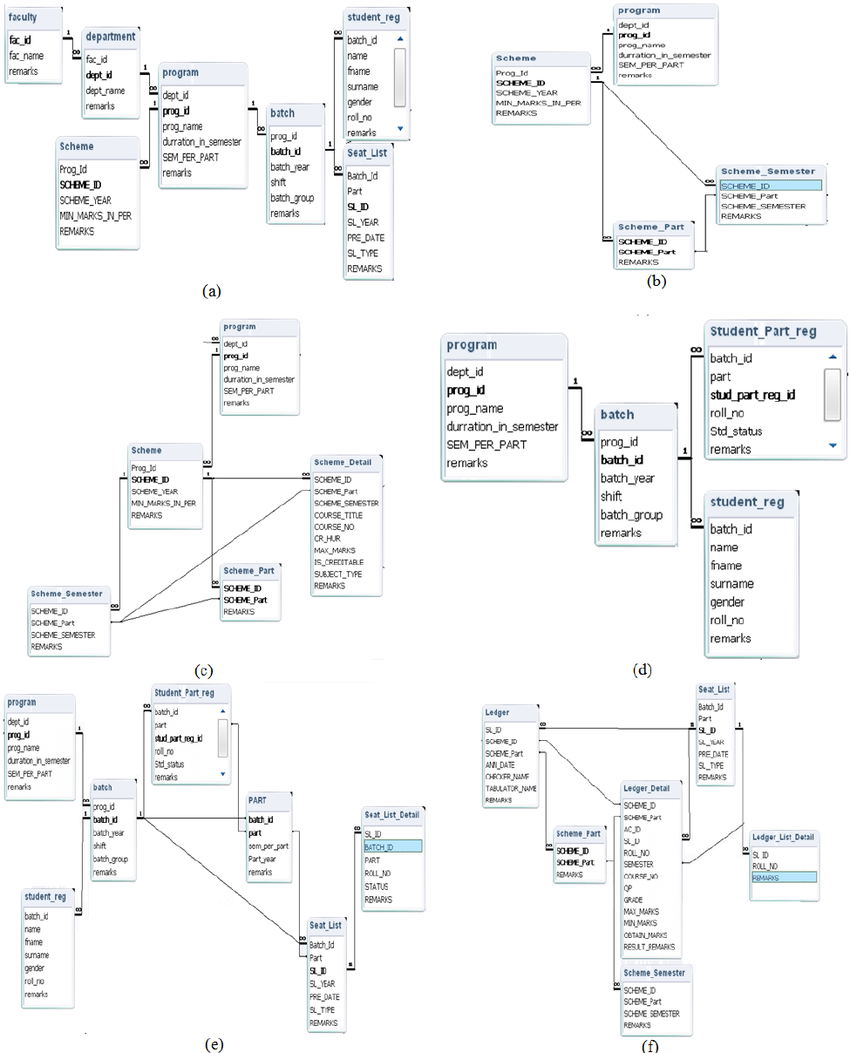 faculty
fac_id
fac_name
remarks
department
fac_id
dept_id
dept_name
remarks
program
dept_id
prog_id
prog_name
durration_in_semester
SEM_PER_PART
remarks
Scheme
Prog_Id
SCHEME_ID
SCHEME_YEAR
MIN_MARKS_IN_PER
REMARKS
batch
prog_id
batch_id
batch_year
shift
batch_group
remarks
student_reg
batch_id
name
fname
surname
gender
roll_no
remarks
Seat_List
Batch_Id
Part
SL_ID
SL_YEAR
PRE_DATE
SL_TYPE
REMARKS
(a)
program
dept_id
prog_id
prog_name
durration_in_semester
SEM_PER_PART
remarks
Scheme
Prog_Id
SCHEME_ID
SCHEME_YEAR
MIN_MARKS_IN_PER
REMARKS
Scheme_Semester
SCHEME_ID
SCHEME_Part
SCHEME_SEMESTER
REMARKS
Scheme_Part
SCHEME_ID
SCHEME_Part
REMARKS
(b)
program
dept_id
prog_id
prog_name
durration_in_semester
SEM_PER_PART
remarks
Scheme
Prog_Id
SCHEME_ID
SCHEME_YEAR
MIN_MARKS_IN_PER
REMARKS
Scheme_Detail
SCHEME_ID
SCHEME_Part
SCHEME_SEMESTER
COURSE_TITLE
COURSE_NO
CR_HUR
MAX_MARKS
IS_CREDITABLE
SUBJECT_TYPE
REMARKS
Scheme_Part
SCHEME_ID
SCHEME_Part
REMARKS
Scheme_Semester
SCHEME_ID
SCHEME_Part
SCHEME_SEMESTER
REMARKS
(c)
program
dept_id
prog_id
prog_name
durration_in_semester
SEM_PER_PART
remarks
batch
prog_id
batch_id
batch_year
shift
batch_group
remarks
Student_Part_reg
batch_id
part
stud_part_reg_id
roll_no
Std_status
remarks
student_reg
batch_id
name
fname
surname
gender
roll_no
remarks
(d)
program
dept_id
prog_id
prog_name
durration_in_semester
SEM_PER_PART
remarks
Student_Part_reg
batch_id
part
stud_part_reg_id
roll_no
Std_status
remarks
batch
prog_id
batch_id
batch_year
shift
batch_group
remarks
PART
batch_id
part
sem_per_part
Part_year
remarks
Seat_List_Detail
SL_ID
BATCH_ID
PART
ROLL_NO
STATUS
REMARKS
student_reg
batch_id
name
fname
surname
gender
roll_no
remarks
Seat_List
Batch_Id
Part
SL_ID
SL_YEAR
PRE_DATE
SL_TYPE
REMARKS
(e)
Ledger
SL_ID
SCHEME_ID
SCHEME_Part
ANN_DATE
CHECKER_NAME
TABULATOR_NAME
REMARKS
Seat_List
Batch_Id
Part
SL_ID
SL_YEAR
PRE_DATE
SL_TYPE
REMARKS
Ledger_Detail
SCHEME_ID
SCHEME_Part
AC_ID
SL_ID
ROLL_NO
SEMESTER
COURSE_NO
QP
GRADE
MAX_MARKS
MIN_MARKS
OBTAIN_MARKS
RESULT_REMARKS
Scheme_Part
SCHEME_ID
SCHEME_Part
REMARKS
Ledger_List_Detail
SL_ID
ROLL_NO
REMARKS
Scheme_Semester
SCHEME_ID
SCHEME_Part
SCHEME_SEMESTER
REMARKS
(f)